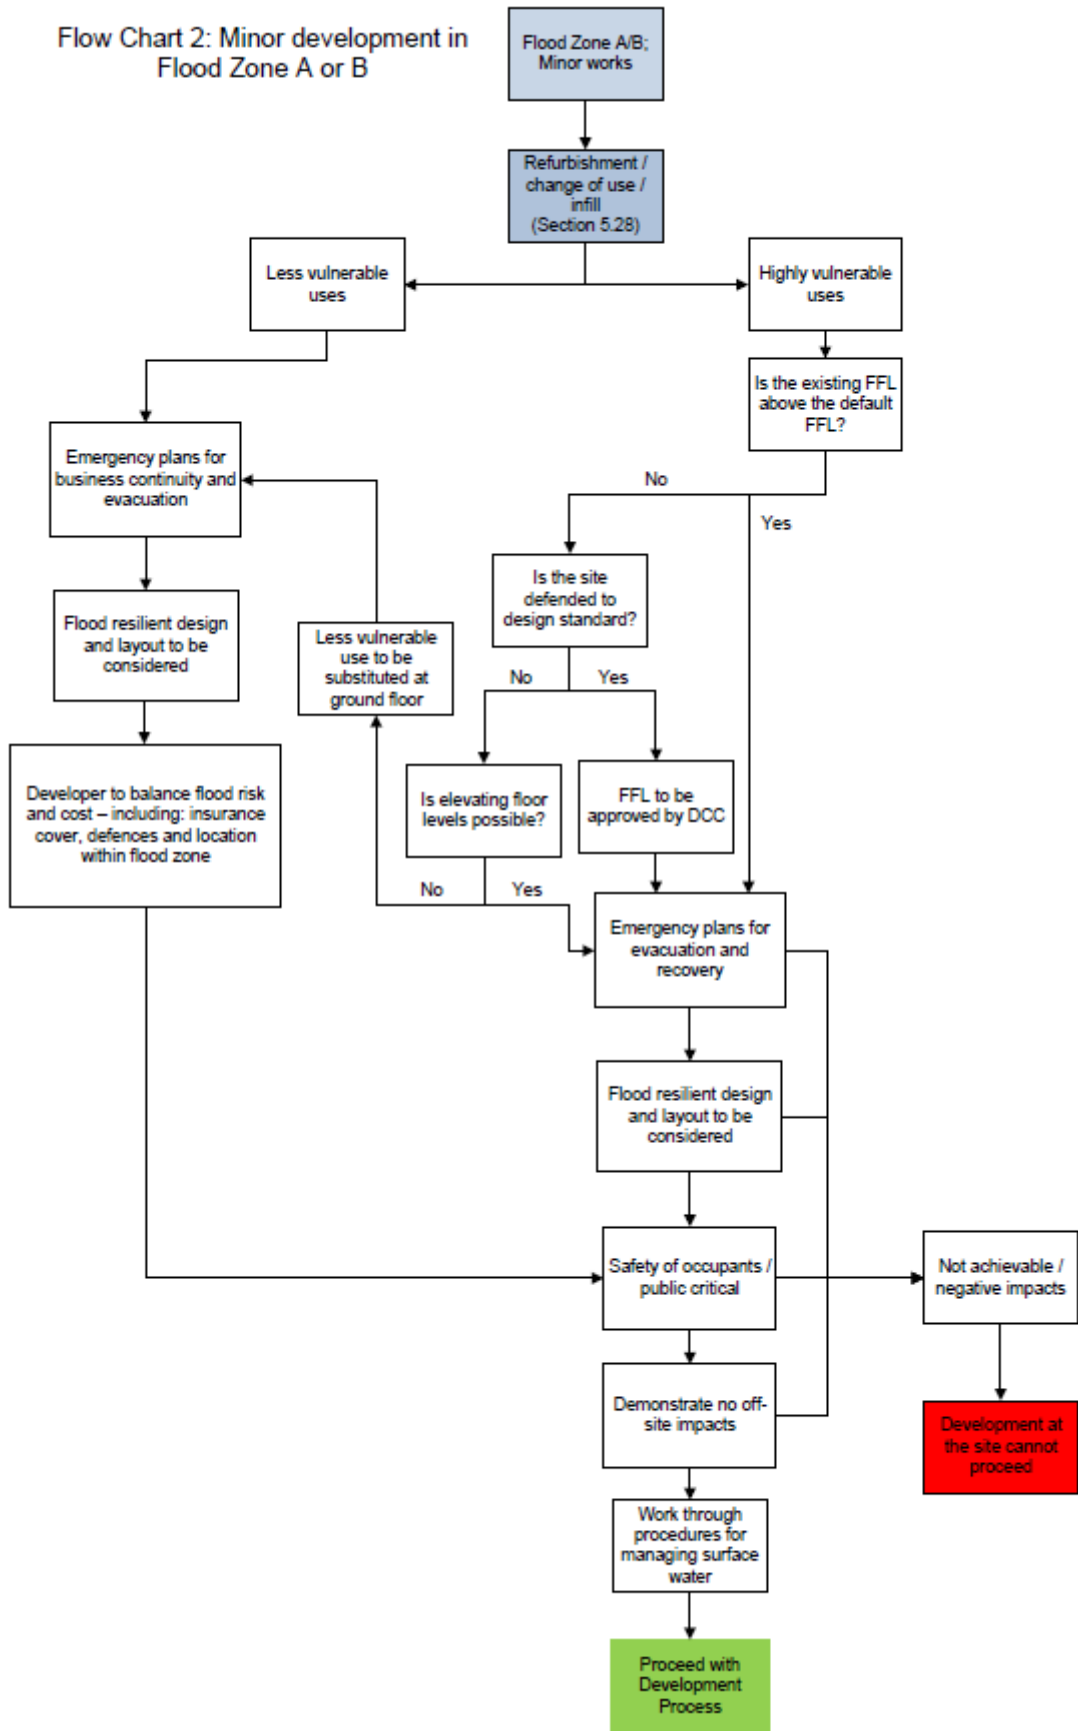 Flow Chart 2: Minor development in
Flood Zone A or B
Flood Zone A/B;
Minor works
Refurbishment /
change of use /
infill
(Section 5.28)
Less vulnerable
uses
Highly vulnerable
uses
Is the existing FFL
above the default
FFL?
Emergency plans for
business continuity and
evacuation
No
Yes
Is the site
defended to
design standard?
Flood resilient design
and layout to be
considered
Less vulnerable
use to be
substituted at
ground floor
No
Yes
Developer to balance flood risk
and cost – including: insurance
cover, defences and location
within flood zone
Is elevating floor
levels possible?
FFL to be
approved by DCC
No
Yes
Emergency plans for
evacuation and
recovery
Flood resilient design
and layout to be
considered
Safety of occupants /
public critical
Not achievable /
negative impacts
Demonstrate no off-
site impacts
Development at
the site cannot
proceed
Work through
procedures for
managing surface
water
Proceed with
Development
Process